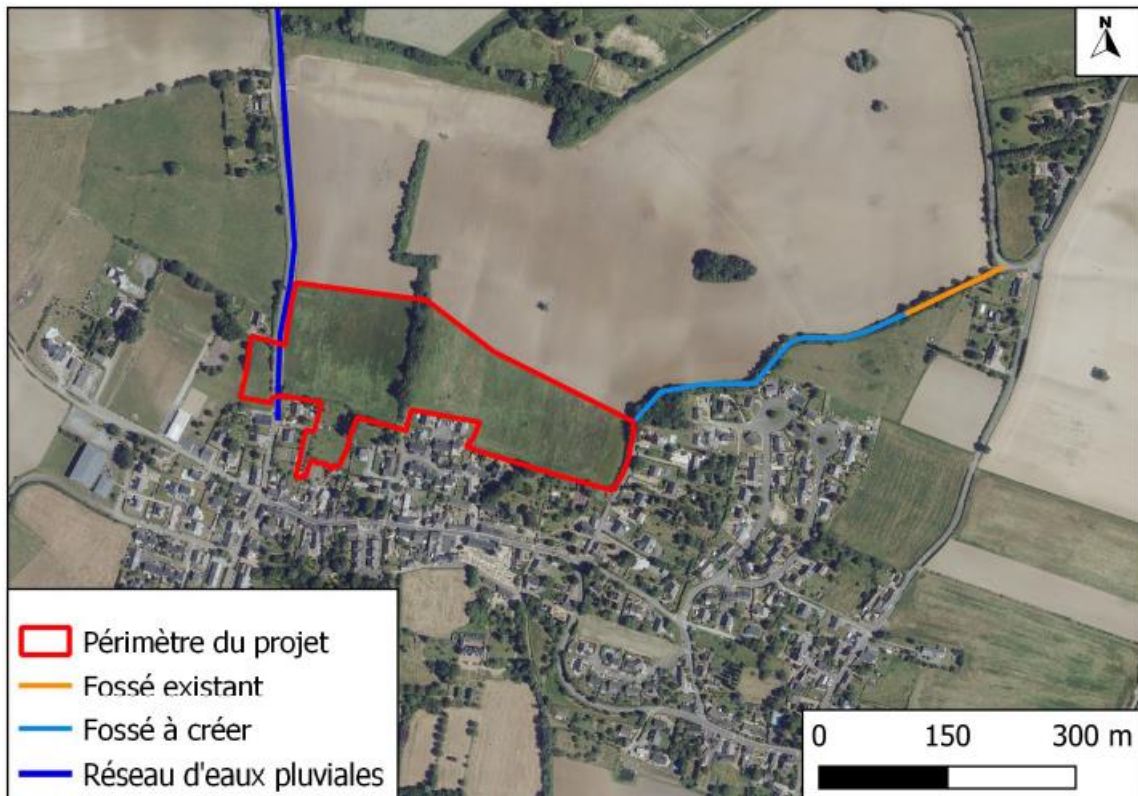 N
Périmètre du projet
Fossé existant
Fossé à créer
Réseau d'eaux pluviales
0 150 300 m